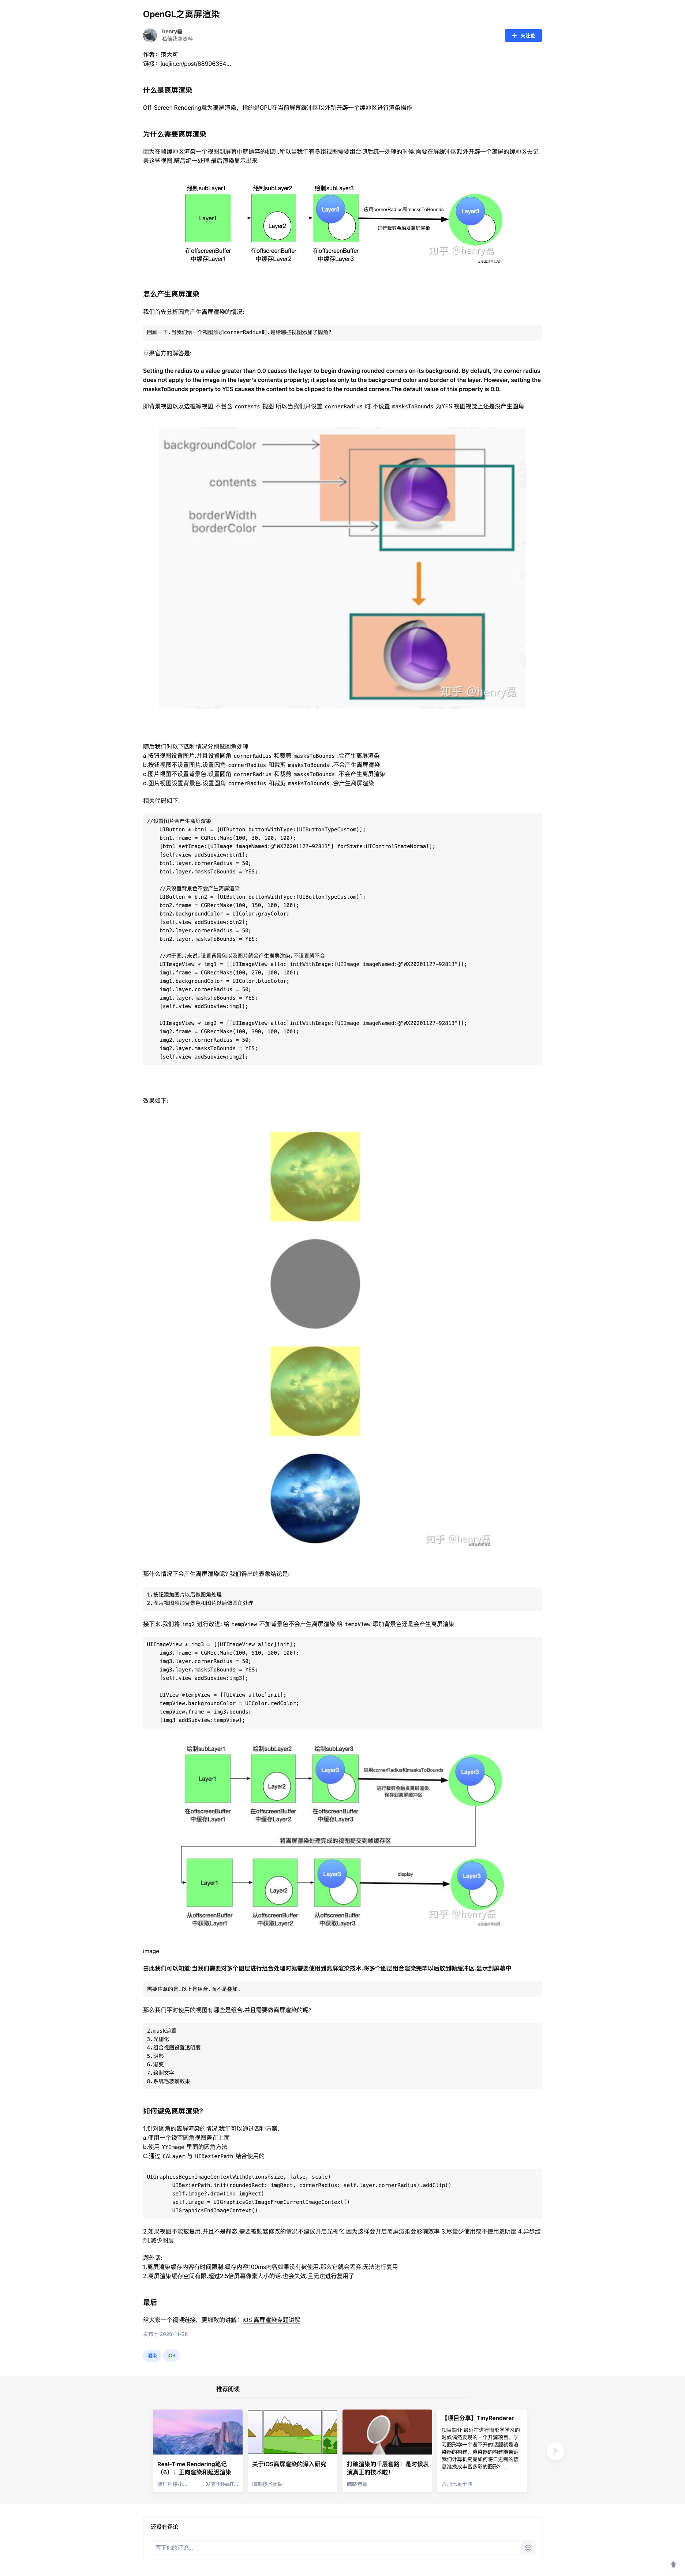 OpenGL之离屏渲染
henry磊
私信我拿资料
关注他
作者：范大可
链接：juejin.cn/post/68996354...
什么是离屏渲染
Off-Screen Rendering意为离屏渲染，指的是GPU在当前屏幕缓冲区以外新开辟一个缓冲区进行渲染操作
为什么需要离屏渲染
因为在帧缓冲区渲染一个视图到屏幕中就抛弃的机制.所以当我们有多组视图需要组合随后统一处理的时候.需要在屏缓冲区额外开辟一个离屏的缓冲区去记
录这些视图.随后统一处理.最后渲染显示出来
绘制subLayer1
绘制subLayer2
绘制subLayer3
Layer1
Layer2
Layer3
应用cornerRadius和masksToBounds
进行裁剪会触发离屏渲染
Layer3
在offscreenBuffer
中缓存Layer1
在offscreenBuffer
中缓存Layer2
在offscreenBuffer
中缓存Layer3
知乎 @henry磊
怎么产生离屏渲染
我们首先分析圆角产生离屏渲染的情况:
回顾一下.当我们给一个视图添加cornerRadius时.是给哪些视图添加了圆角?
苹果官方的解答是:
Setting the radius to a value greater than 0.0 causes the layer to begin drawing rounded corners on its background. By default, the corner radius
does not apply to the image in the layer's contents property; it applies only to the background color and border of the layer. However, setting the
masksToBounds property to YES causes the content to be clipped to the rounded corners.The default value of this property is 0.0.
即背景视图以及边框等视图,不包含 contents 视图.所以当我们只设置 cornerRadius 时.不设置 masksToBounds 为YES.视图视觉上还是没产生圆角
backgroundColor
contents
borderWidth
borderColor
知乎 @henry磊
随后我们对以下四种情况分别做圆角处理
a.按钮视图设置图片.并且设置圆角 cornerRadius 和裁剪 masksToBounds .会产生离屏渲染
b.按钮视图不设置图片.设置圆角 cornerRadius 和裁剪 masksToBounds .不会产生离屏渲染
c.图片视图不设置背景色.设置圆角 cornerRadius 和裁剪 masksToBounds .不会产生离屏渲染
d.图片视图设置背景色.设置圆角 cornerRadius 和裁剪 masksToBounds .会产生离屏渲染
相关代码如下:
//设置图片会产生离屏渲染
UIButton * btn1 = [UIButton buttonWithType:(UIButtonTypeCustom)];
btn1.frame = CGRectMake(100, 30, 100, 100);
[btn1 setImage:[UIImage imageNamed:@"WX20201127-92813"] forState:UIControlStateNormal];
[self.view addSubview:btn1];
btn1.layer.cornerRadius = 50;
btn1.layer.masksToBounds = YES;
//只设置背景色不会产生离屏渲染
UIButton * btn2 = [UIButton buttonWithType:(UIButtonTypeCustom)];
btn2.frame = CGRectMake(100, 150, 100, 100);
btn2.backgroundColor = UIColor.grayColor;
[self.view addSubview:btn2];
btn2.layer.cornerRadius = 50;
btn2.layer.masksToBounds = YES;
//对于图片来说.设置背景色以及图片就会产生离屏渲染.不设置就不会
UIImageView * img1 = [[UIImageView alloc]initWithImage:[UIImage imageNamed:@"WX20201127-92813"]];
img1.frame = CGRectMake(100, 270, 100, 100);
img1.backgroundColor = UIColor.blueColor;
img1.layer.cornerRadius = 50;
img1.layer.masksToBounds = YES;
[self.view addSubview:img1];
UIImageView * img2 = [[UIImageView alloc]initWithImage:[UIImage imageNamed:@"WX20201127-92813"]];
img2.frame = CGRectMake(100, 390, 100, 100);
img2.layer.cornerRadius = 50;
img2.layer.masksToBounds = YES;
[self.view addSubview:img2];
效果如下:
知乎 @henry磊
那什么情况下会产生离屏渲染呢? 我们得出的表象结论是:
1.按钮添加图片以后做圆角处理
2.图片视图添加背景色和图片以后做圆角处理
接下来.我们将 img2 进行改进: 给 tempView 不加背景色不会产生离屏渲染.给 tempView 添加背景色还是会产生离屏渲染
UIImageView * img3 = [[UIImageView alloc]init];
img3.frame = CGRectMake(100, 510, 100, 100);
img3.layer.cornerRadius = 50;
img3.layer.masksToBounds = YES;
[self.view addSubview:img3];
UIView *tempView = [[UIView alloc]init];
tempView.backgroundColor = UIColor.redColor;
tempView.frame = img3.bounds;
[img3 addSubview:tempView];
绘制subLayer1
绘制subLayer2
绘制subLayer3
Layer1
Layer2
Layer3
应用cornerRadius和masksToBounds
进行裁剪会触发离屏渲染,
保存到离屏缓冲区
Layer3
在offscreenBuffer
中缓存Layer1
在offscreenBuffer
中缓存Layer2
在offscreenBuffer
中缓存Layer3
将离屏渲染处理完成的视图提交到帧缓存区
Layer1
Layer2
Layer3
display
Layer3
从offscreenBuffer
中获取Layer1
从offscreenBuffer
中获取Layer2
从offscreenBuffer
中获取Layer3
知乎 @henry磊
image
由此我们可以知道:当我们需要对多个图层进行组合处理时就需要使用到离屏渲染技术.将多个图层组合渲染完毕以后放到帧缓冲区.显示到屏幕中
需要注意的是.以上是组合.而不是叠加.
那么我们平时使用的视图有哪些是组合.并且需要做离屏渲染的呢?
2.mask遮罩
3.光栅化
4.组合视图设置透明度
5.阴影
6.渐变
7.绘制文字
8.系统毛玻璃效果
如何避免离屏渲染?
1.针对圆角的离屏渲染的情况.我们可以通过四种方案.
a.使用一个镂空圆角视图盖在上面
b.使用 YYImage 里面的圆角方法
C.通过 CALayer 与 UIBezierPath 结合使用的
UIGraphicsBeginImageContextWithOptions(size, false, scale)
UIBezierPath.init(roundedRect: imgRect, cornerRadius: self.layer.cornerRadius).addClip()
self.image?.draw(in: imgRect)
self.image = UIGraphicsGetImageFromCurrentImageContext()
UIGraphicsEndImageContext()
2.如果视图不能被复用.并且不是静态.需要被频繁修改的情况不建议开启光栅化.因为这样会开启离屏渲染会影响效率 3.尽量少使用或不使用透明度 4.异步绘
制,减少图层
题外话:
1.离屏渲染缓存内容有时间限制.缓存内容100ms内容如果没有被使用.那么它就会丢弃.无法进行复用
2.离屏渲染缓存空间有限,超过2.5倍屏幕像素大小的话.也会失效.且无法进行复用了
最后
给大家一个视频链接，更细致的讲解：iOS 离屏渲染专题讲解
发布于 2020-11-28
渲染
iOS
推荐阅读
Real-Time Rendering笔记
（6）：正向渲染和延迟渲染
鹅厂程序小...
发表于RealT...
关于iOS离屏渲染的深入研究
即刻技术团队
打破渲染的千层套路！是时候表
演真正的技术啦！
喵喵老师
【项目分享】TinyRenderer
项目简介 最近在进行图形学学习的
时候偶然发现的一个开源项目，学
习图形学一个避不开的话题就是渲
染器的构建，渲染器的构建能告诉
我们计算机究竟如何将二进制的信
息准换成丰富多彩的图形？...
六加七是十四
还没有评论
写下你的评论...